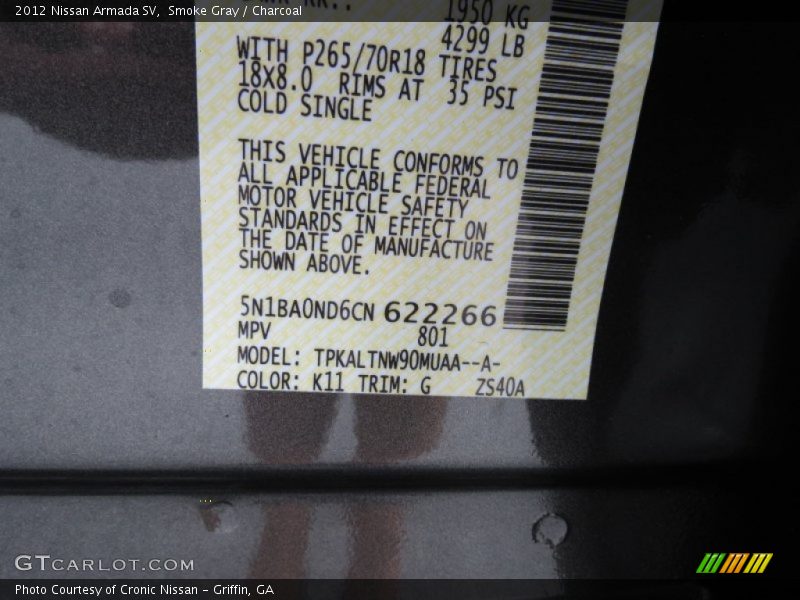 2012 Nissan Armada SV, Smoke Gray / Charcoal
1950 KG
4299 LB
WITH P265/70R18 TIRES
18X8.0 RIMS AT 35 PSI
COLD SINGLE
THIS VEHICLE CONFORMS TO
ALL APPLICABLE FEDERAL
MOTOR VEHICLE SAFETY
STANDARDS IN EFFECT ON
THE DATE OF MANUFACTURE
SHOWN ABOVE.
5N1BA0ND6CN 622266
MPV 801
MODEL: TPKALTNW90MUAA--A-
COLOR: K11 TRIM: G ZS40A
GTCARLOT.COM
Photo Courtesy of Cronic Nissan - Griffin, GA